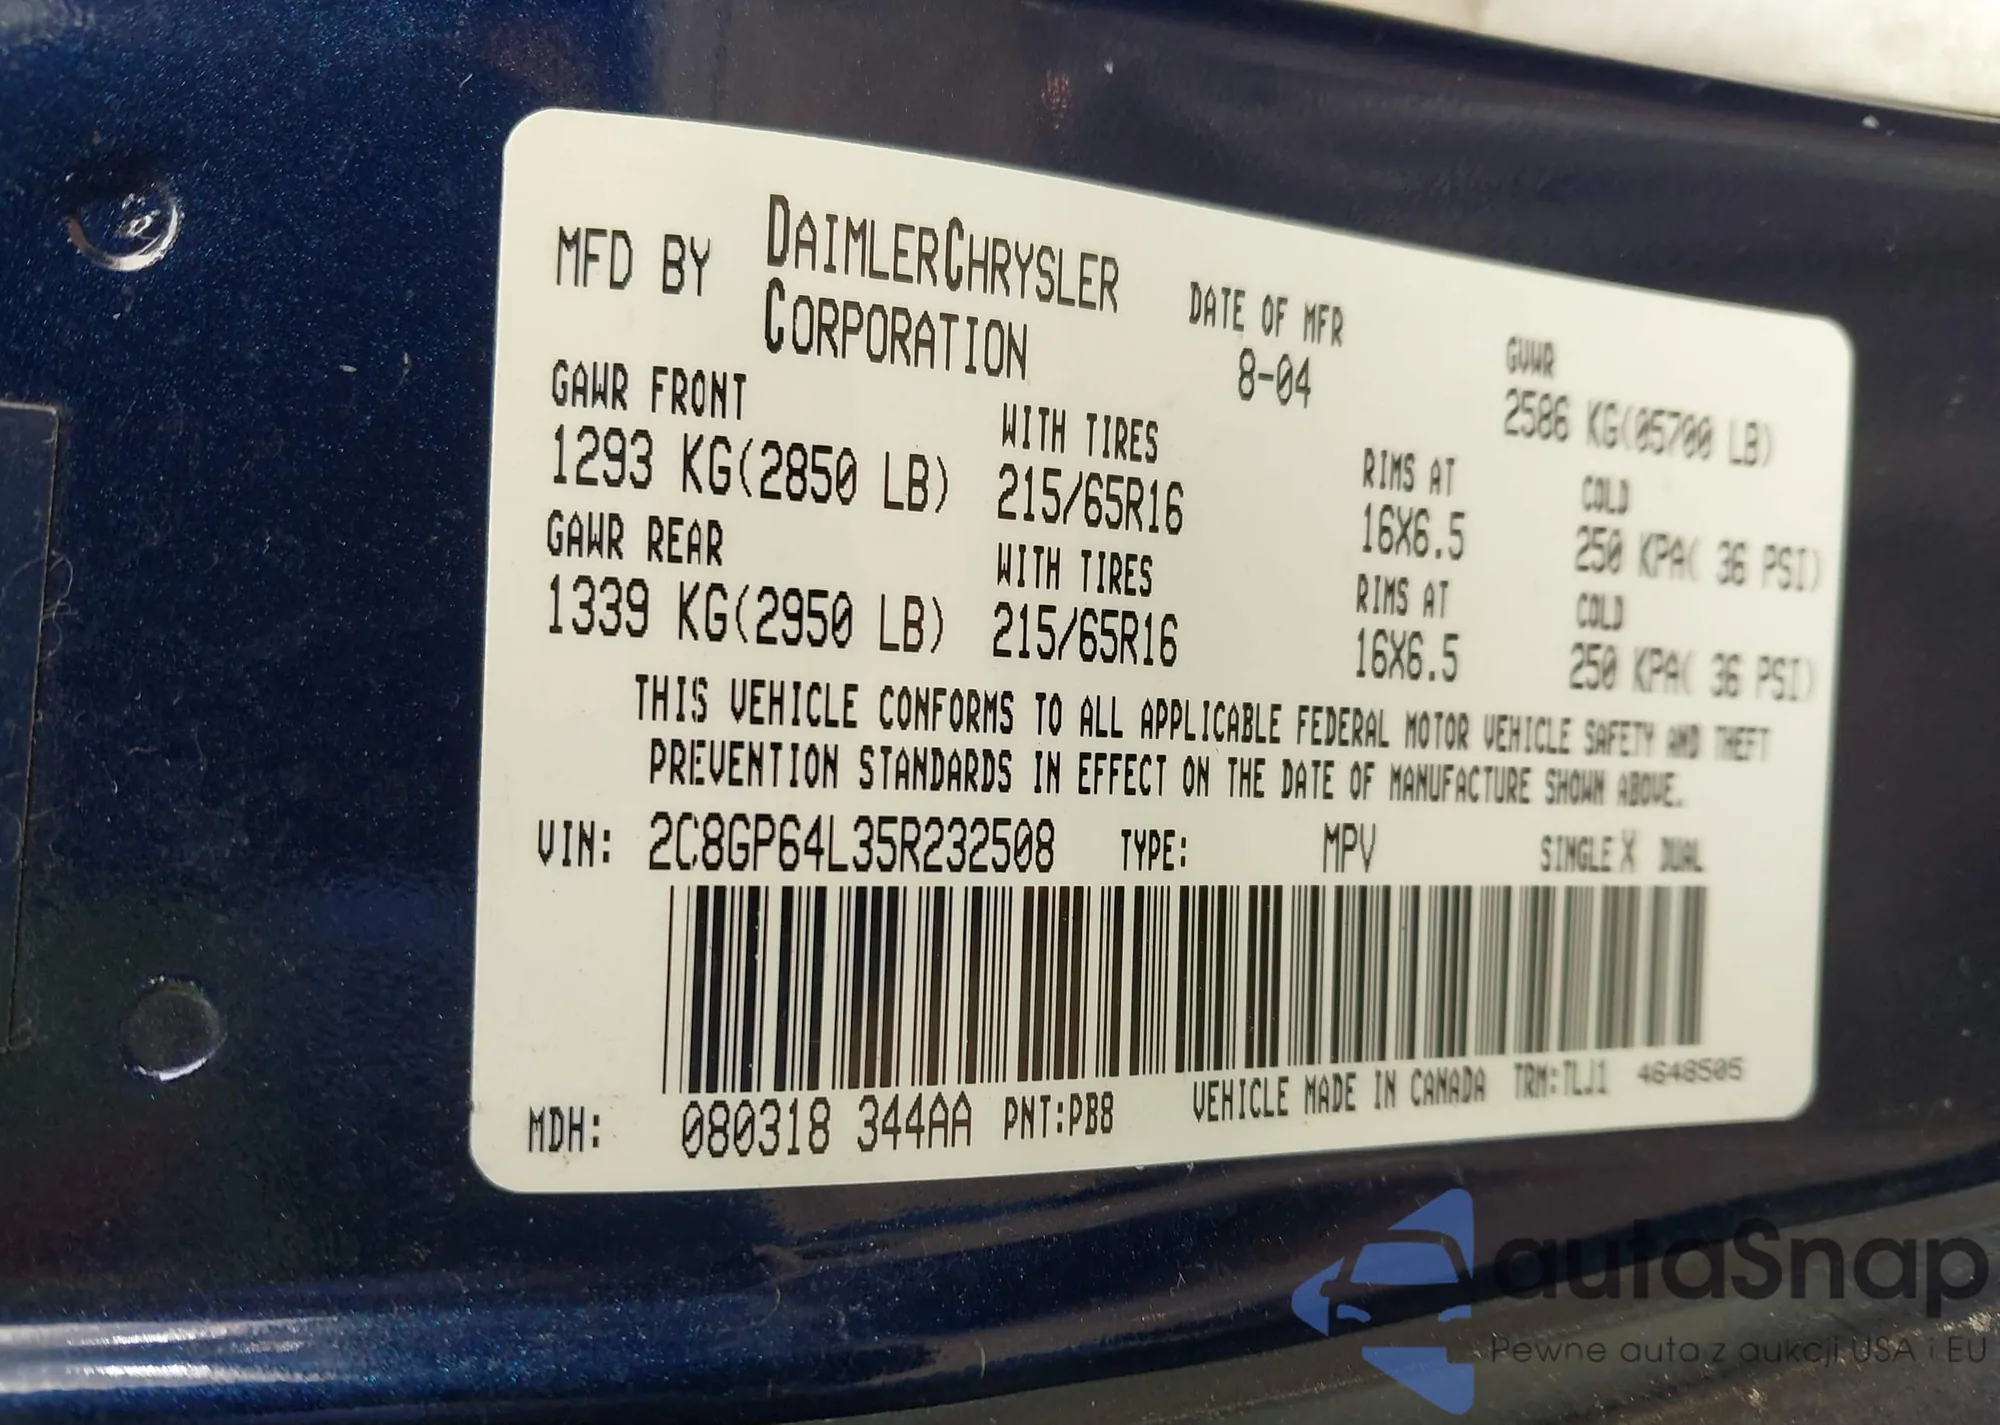 MFD BY DAIMLERCHRYSLER CORPORATION DATE OF MFR 8-04 GVWR 2586 KG(05700 LB)
GAWR FRONT WITH TIRES RIMS AT COLD
1293 KG(2850 LB) 215/65R16 16X6.5 250 KPA( 36 PSI)
GAWR REAR WITH TIRES RIMS AT COLD
1339 KG(2950 LB) 215/65R16 16X6.5 250 KPA( 36 PSI)
THIS VEHICLE CONFORMS TO ALL APPLICABLE FEDERAL MOTOR VEHICLE SAFETY AND THEFT
PREVENTION STANDARDS IN EFFECT ON THE DATE OF MANUFACTURE SHOWN ABOVE.
VIN: 2C8GP64L35R232508 TYPE: MPV SINGLE X DUAL
MDH: 080318 344AA PNT:PB8 VEHICLE MADE IN CANADA TRM:TLJ1 4648505
autaSnap
Pewne auta z aukcji USA i EU